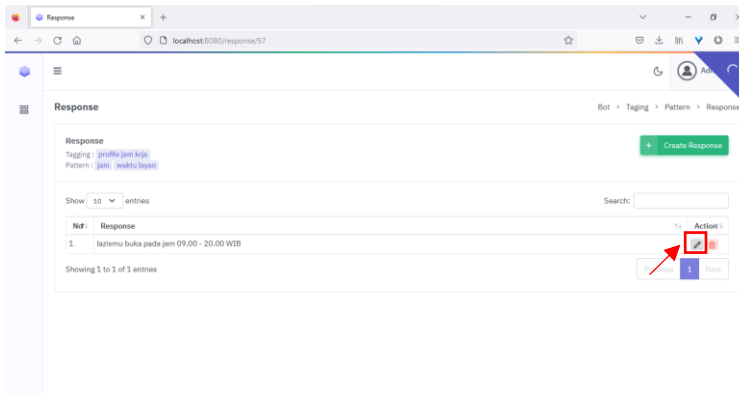 Response
localhost:8080/response/57
Response
Bot > Taging > Pattern > Response
Response
Tagging : profile jam krja
Pattern : jam waktu layan
+ Create Response
Show 10 entries
Search:
No Response Action
1 lazismu buka pada jam 09.00 - 20.00 WIB
Showing 1 to 1 of 1 entries
Previous 1 Next